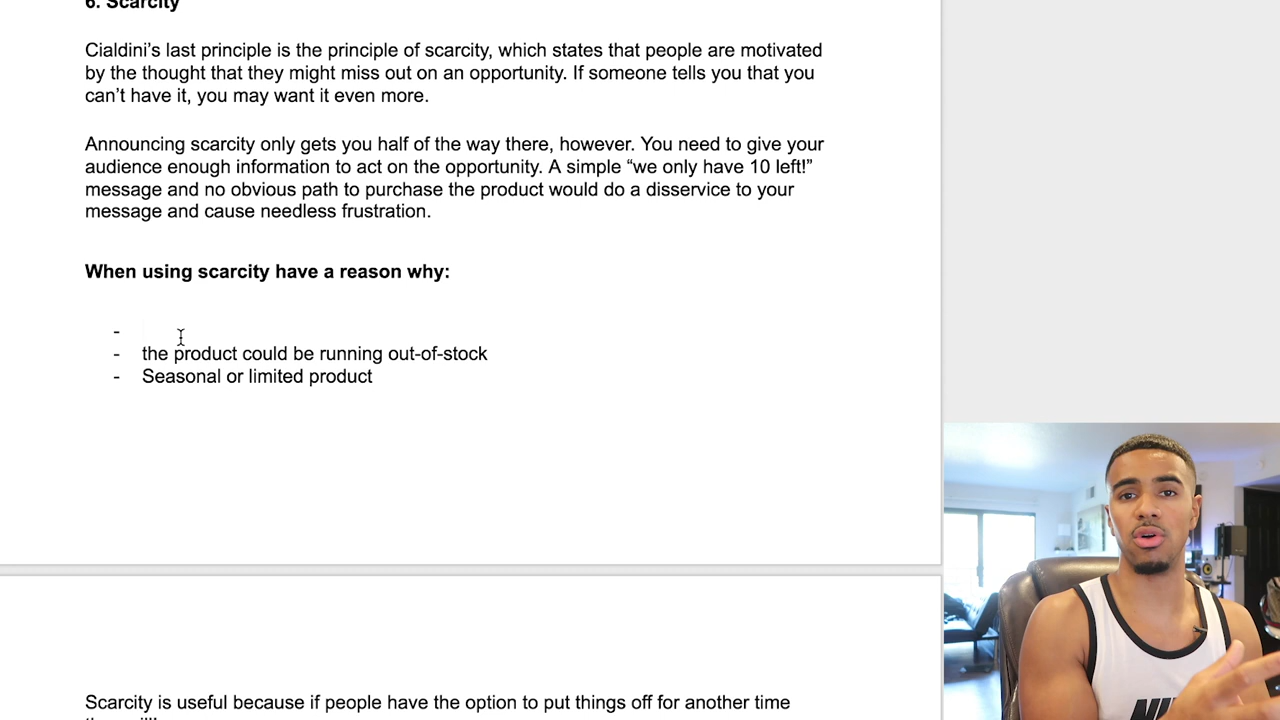 6. Scarcity
Cialdini’s last principle is the principle of scarcity, which states that people are motivated
by the thought that they might miss out on an opportunity. If someone tells you that you
can’t have it, you may want it even more.
Announcing scarcity only gets you half of the way there, however. You need to give your
audience enough information to act on the opportunity. A simple “we only have 10 left!”
message and no obvious path to purchase the product would do a disservice to your
message and cause needless frustration.
When using scarcity have a reason why:
-
- the product could be running out-of-stock
- Seasonal or limited product
Scarcity is useful because if people have the option to put things off for another time